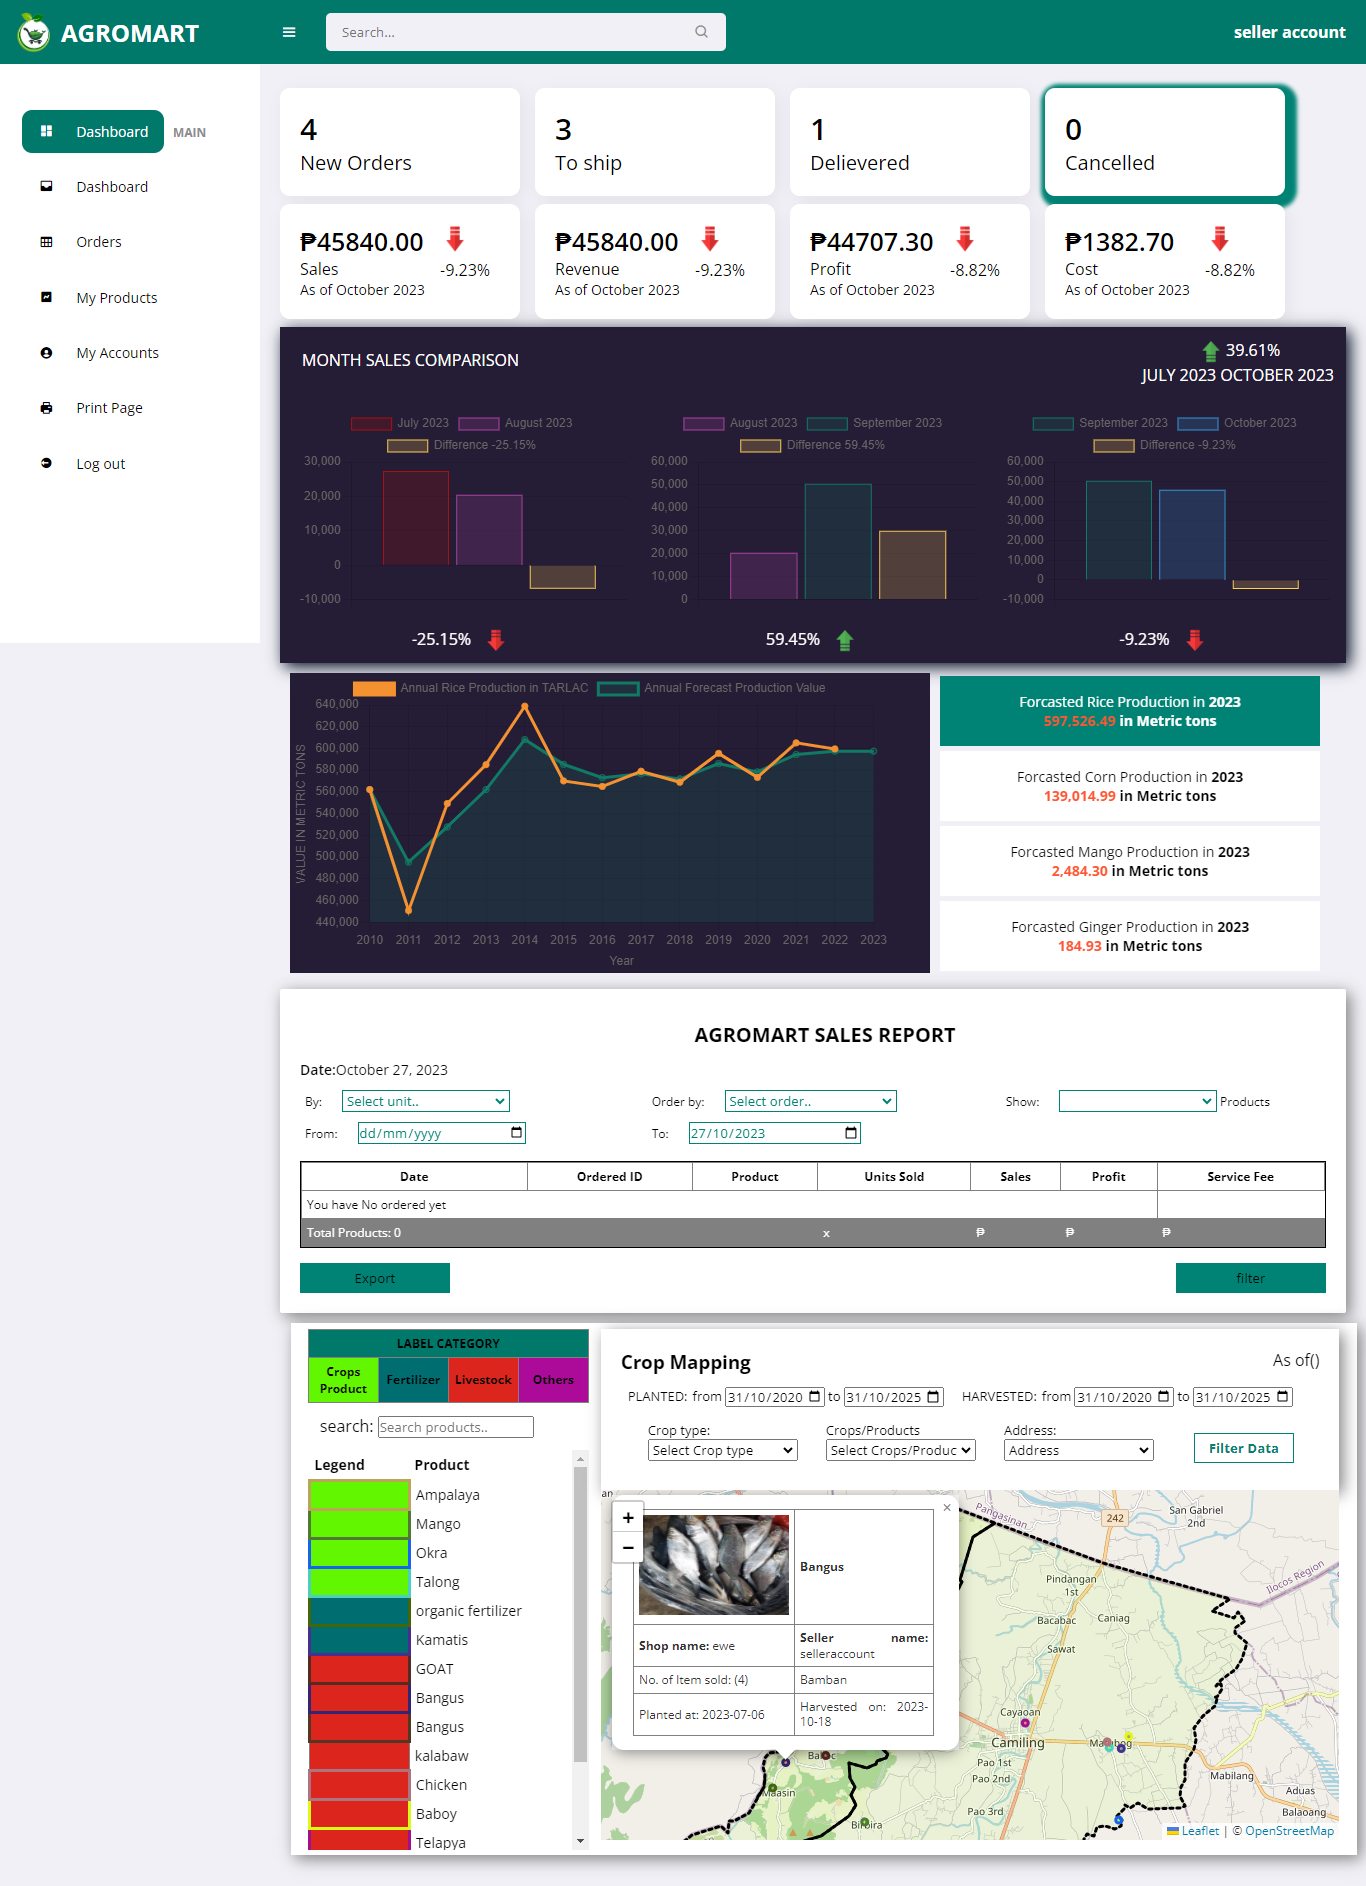 AGROMART
Search...
seller account
Dashboard MAIN
Dashboard
Orders
My Products
My Accounts
Print Page
Log out
4
New Orders
3
To ship
1
Delievered
0
Cancelled
₱45840.00
Sales -9.23%
As of October 2023
₱45840.00
Revenue -9.23%
As of October 2023
₱44707.30
Profit -8.82%
As of October 2023
₱1382.70
Cost -8.82%
As of October 2023
MONTH SALES COMPARISON
39.61%
JULY 2023 OCTOBER 2023
July 2023 August 2023
Difference -25.15%
30,000
20,000
10,000
0
-10,000
-25.15%
August 2023 September 2023
Difference 59.45%
60,000
50,000
40,000
30,000
20,000
10,000
0
59.45%
September 2023 October 2023
Difference -9.23%
60,000
50,000
40,000
30,000
20,000
10,000
0
-10,000
-9.23%
Annual Rice Production in TARLAC Annual Forecast Production Value
VALUE IN METRIC TONS
640,000
620,000
600,000
580,000
560,000
540,000
520,000
500,000
480,000
460,000
440,000
2010 2011 2012 2013 2014 2015 2016 2017 2018 2019 2020 2021 2022 2023
Year
Forcasted Rice Production in 2023
597,526.49 in Metric tons
Forcasted Corn Production in 2023
139,014.99 in Metric tons
Forcasted Mango Production in 2023
2,484.30 in Metric tons
Forcasted Ginger Production in 2023
184.93 in Metric tons
AGROMART SALES REPORT
Date:October 27, 2023
By: Select unit.. Order by: Select order.. Show: Products
From: dd/mm/yyyy To: 27/10/2023
Date Ordered ID Product Units Sold Sales Profit Service Fee
You have No ordered yet
Total Products: 0 x ₱ ₱ ₱
Export filter
LABEL CATEGORY
Crops Product Fertilizer Livestock Others
search: Search products..
Legend Product
Ampalaya
Mango
Okra
Talong
organic fertilizer
Kamatis
GOAT
Bangus
Bangus
kalabaw
Chicken
Baboy
Telapya
Crop Mapping As of()
PLANTED: from 31/10/2020 to 31/10/2025 HARVESTED: from 31/10/2020 to 31/10/2025
Crop type: Crops/Products Address:
Select Crop type Select Crops/Produc Address Filter Data
+
−
×
Bangus
Shop name: ewe
Seller name:
selleraccount
No. of Item sold: (4) Bamban
Planted at: 2023-07-06
Harvested on: 2023-
10-18
an
Pangasinan
242
San Gabriel
2nd
Ilocos Region
Pindangan
1st
Bacabac
Caniag
Sawat
Cayaoan
Camiling
Pao 1st
Pao 2nd
Pao 3rd
Mabilang
Aduas
Balaoang
Maasin
Leaflet | © OpenStreetMap